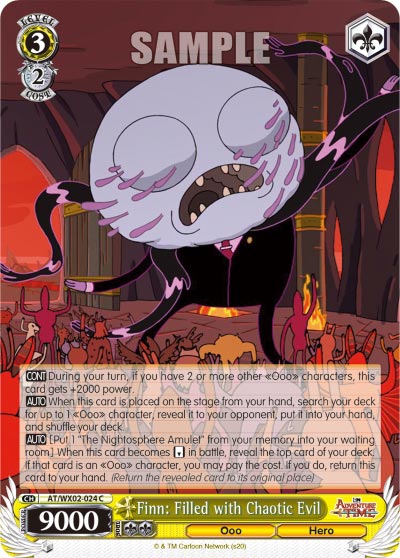 LEVEL
3
2
COST
SAMPLE
CONT During your turn, if you have 2 or more other «Ooo» characters, this
card gets +2000 power.
AUTO When this card is placed on the stage from your hand, search your deck
for up to 1 «Ooo» character, reveal it to your opponent, put it into your hand,
and shuffle your deck.
AUTO [Put 1 "The Nightosphere Amulet" from your memory into your waiting
room] When this card becomes in battle, reveal the top card of your deck.
If that card is an «Ooo» character, you may pay the cost. If you do, return this
card to your hand. (Return the revealed card to its original place)
CH AT/WX02-024 C
Finn: Filled with Chaotic Evil
ADVENTURE TIME
POWER
9000
Ooo
Hero
© & TM Cartoon Network (s20)